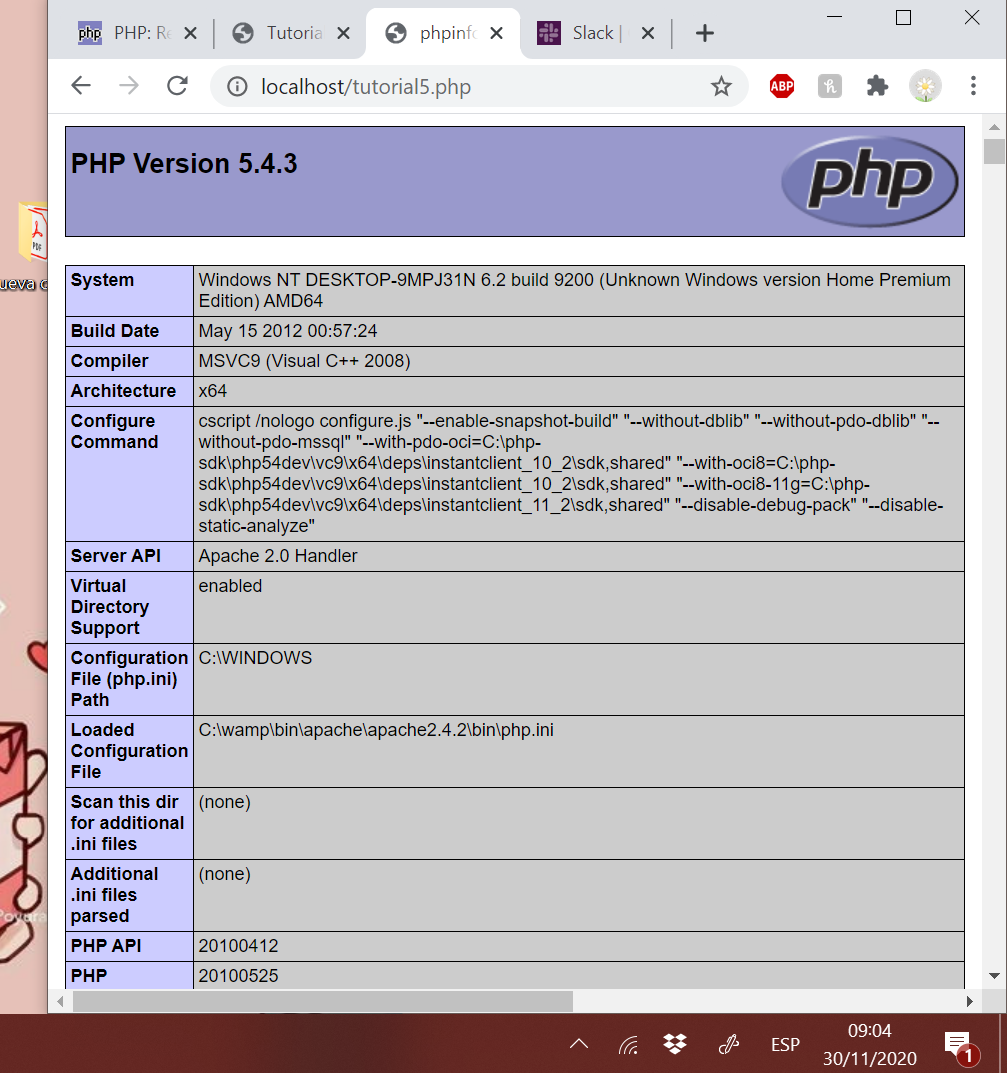 php PHP: Re Tutoria phpinfo Slack |
localhost/tutorial5.php
ABP
PHP Version 5.4.3
php
PDF
ueva c
System Windows NT DESKTOP-9MPJ31N 6.2 build 9200 (Unknown Windows version Home Premium
Edition) AMD64
Build Date May 15 2012 00:57:24
Compiler MSVC9 (Visual C++ 2008)
Architecture x64
Configure cscript /nologo configure.js "--enable-snapshot-build" "--without-dblib" "--without-pdo-dblib" "--
Command without-pdo-mssql" "--with-pdo-oci=C:\php-
sdk\php54dev\vc9\x64\deps\instantclient_10_2\sdk,shared" "--with-oci8=C:\php-
sdk\php54dev\vc9\x64\deps\instantclient_10_2\sdk,shared" "--with-oci8-11g=C:\php-
sdk\php54dev\vc9\x64\deps\instantclient_11_2\sdk,shared" "--disable-debug-pack" "--disable-
static-analyze"
Server API Apache 2.0 Handler
Virtual enabled
Directory
Support
Configuration C:\WINDOWS
File (php.ini)
Path
Loaded C:\wamp\bin\apache\apache2.4.2\bin\php.ini
Configuration
File
Scan this dir (none)
for additional
.ini files
Additional (none)
.ini files
parsed
PHP API 20100412
PHP 20100525
ESP
09:04
30/11/2020
1